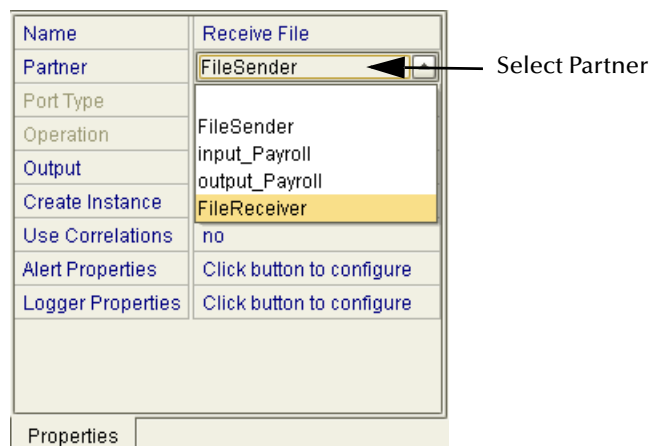 Name Receive File
Partner FileSender Select Partner
Port Type
Operation FileSender
input_Payroll
Output output_Payroll
Create Instance FileReceiver
Use Correlations no
Alert Properties Click button to configure
Logger Properties Click button to configure
Properties